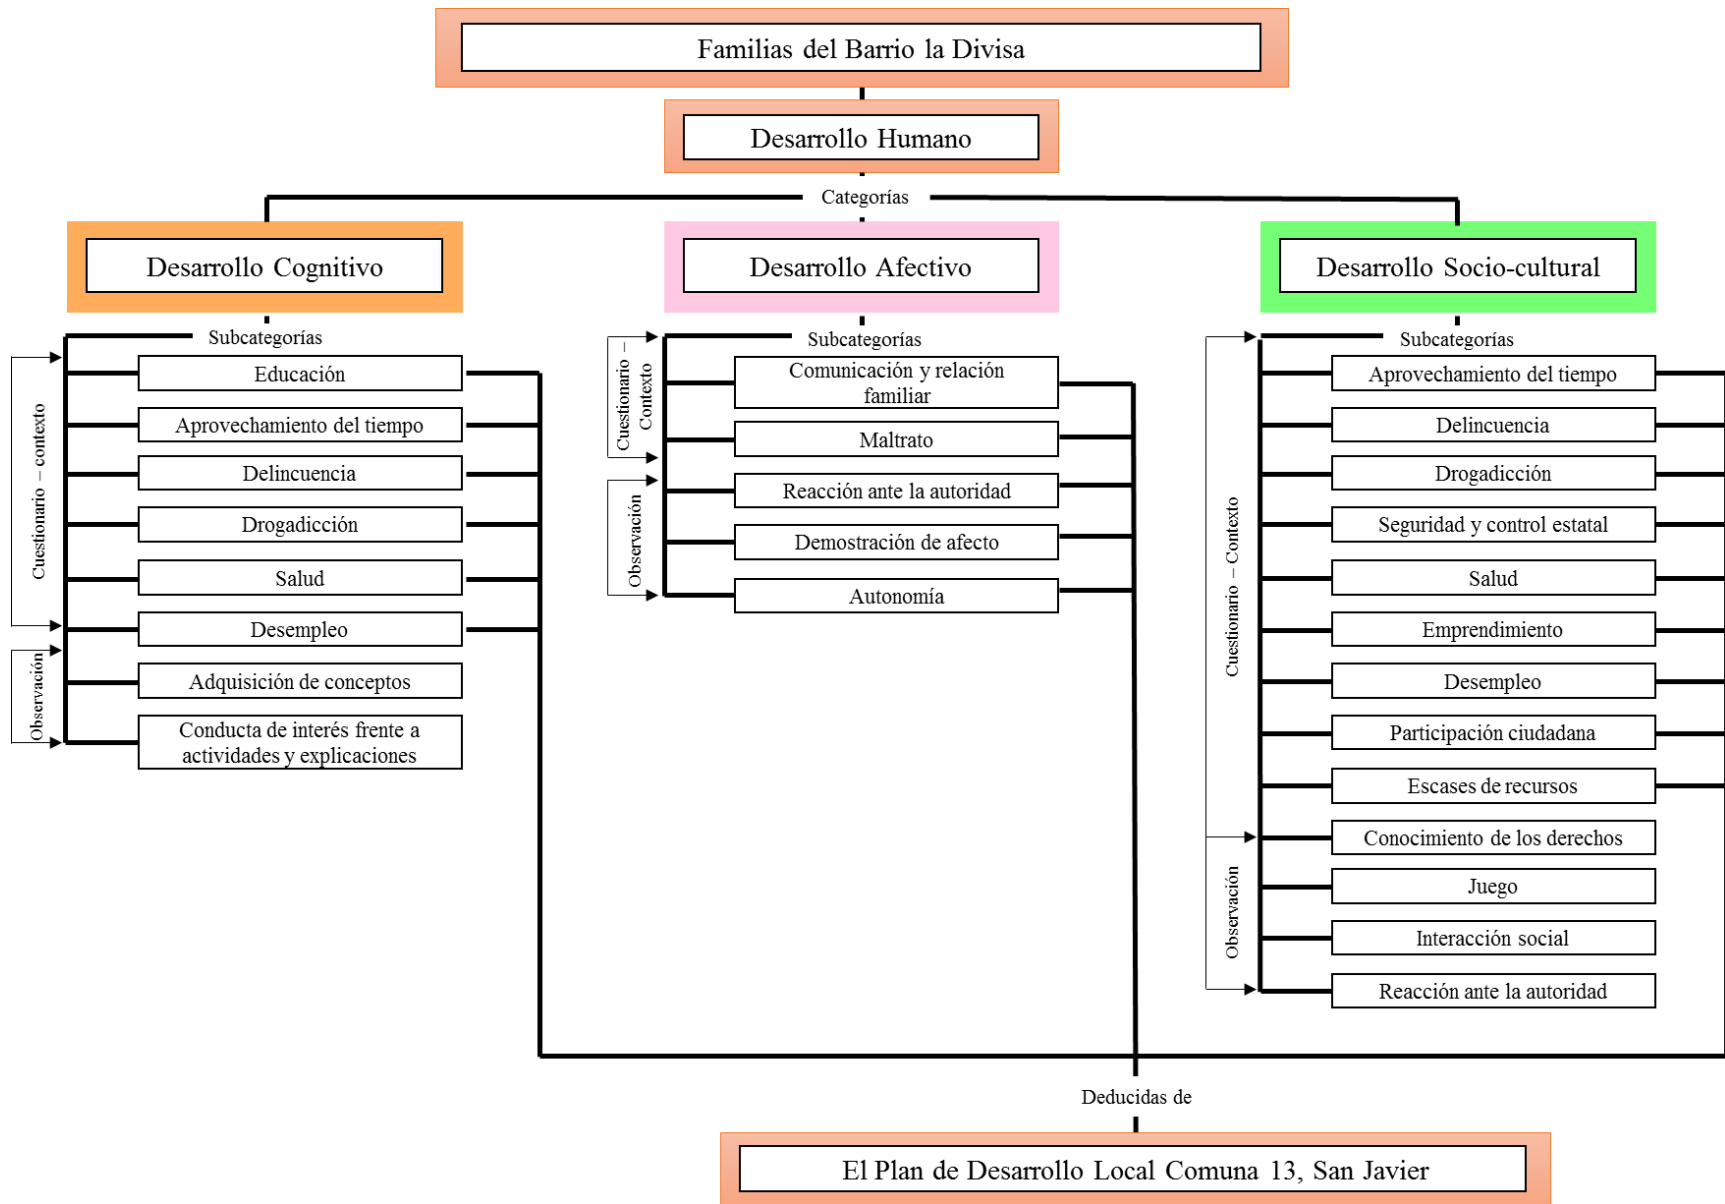 Familias del Barrio la Divisa
Desarrollo Humano
Categorías
Desarrollo Cognitivo
Subcategorías
Cuestionario – contexto
Educación
Aprovechamiento del tiempo
Delincuencia
Drogadicción
Salud
Desempleo
Observación
Adquisición de conceptos
Conducta de interés frente a
actividades y explicaciones
Desarrollo Afectivo
Subcategorías
Cuestionario –
Contexto
Comunicación y relación
familiar
Maltrato
Observación
Reacción ante la autoridad
Demostración de afecto
Autonomía
Desarrollo Socio-cultural
Subcategorías
Cuestionario – Contexto
Aprovechamiento del tiempo
Delincuencia
Drogadicción
Seguridad y control estatal
Salud
Emprendimiento
Desempleo
Participación ciudadana
Escases de recursos
Conocimiento de los derechos
Observación
Juego
Interacción social
Reacción ante la autoridad
Deducidas de
El Plan de Desarrollo Local Comuna 13, San Javier